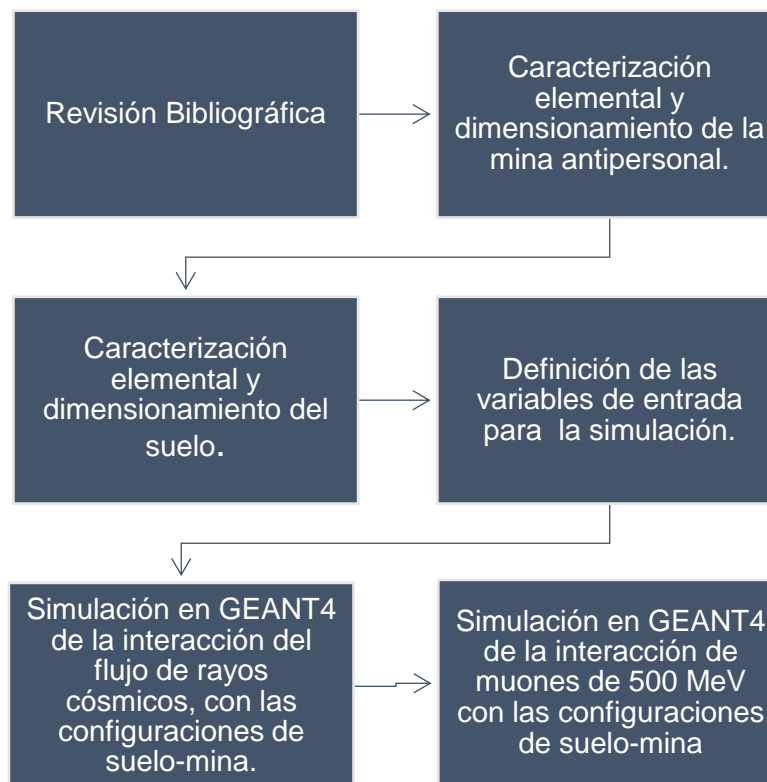 Revisión Bibliográfica
Caracterización
elemental y
dimensionamiento de la
mina antipersonal.
Caracterización
elemental y
dimensionamiento del
suelo.
Definición de las
variables de entrada
para la simulación.
Simulación en GEANT4
de la interacción del
flujo de rayos
cósmicos, con las
configuraciones de
suelo-mina.
Simulación en GEANT4
de la interacción de
muones de 500 MeV
con las configuraciones
de suelo-mina